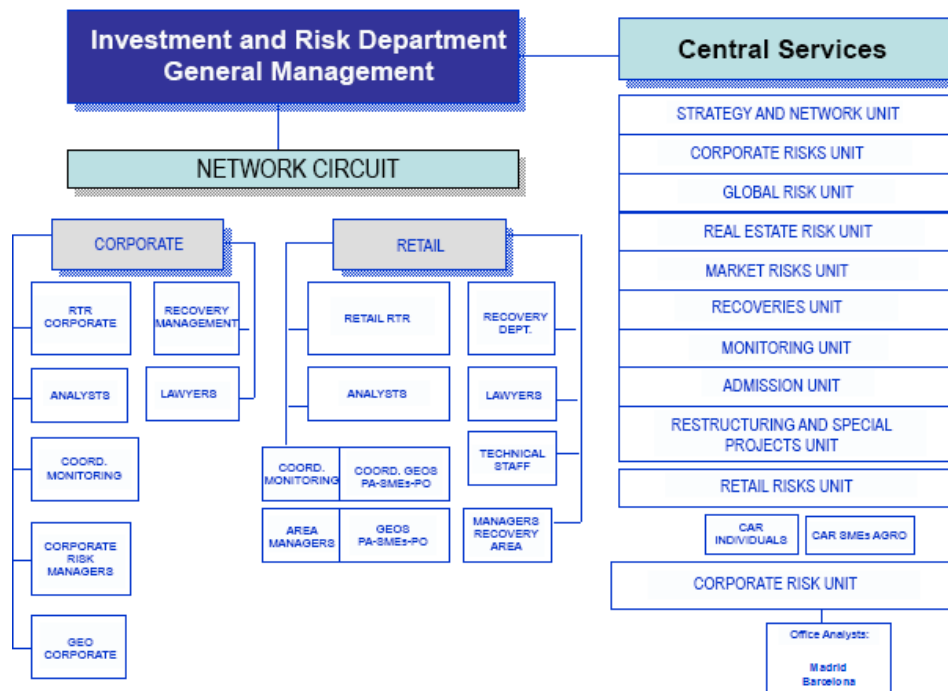 Investment and Risk Department
General Management
Central Services
NETWORK CIRCUIT
CORPORATE
RTR
CORPORATE
RECOVERY
MANAGEMENT
ANALYSTS
LAWYERS
COORD.
MONITORING
CORPORATE
RISK
MANAGERS
GEO
CORPORATE
RETAIL
RETAIL RTR
RECOVERY
DEPT.
ANALYSTS
LAWYERS
COORD.
MONITORING
COORD. GEOS
PA-SMEs-PO
TECHNICAL
STAFF
AREA
MANAGERS
GEOS
PA-SMEs-PO
MANAGERS
RECOVERY
AREA
STRATEGY AND NETWORK UNIT
CORPORATE RISKS UNIT
GLOBAL RISK UNIT
REAL ESTATE RISK UNIT
MARKET RISKS UNIT
RECOVERIES UNIT
MONITORING UNIT
ADMISSION UNIT
RESTRUCTURING AND SPECIAL
PROJECTS UNIT
RETAIL RISKS UNIT
CAR
INDIVIDUALS
CAR SMEs AGRO
CORPORATE RISK UNIT
Office Analysts:
Madrid
Barcelona